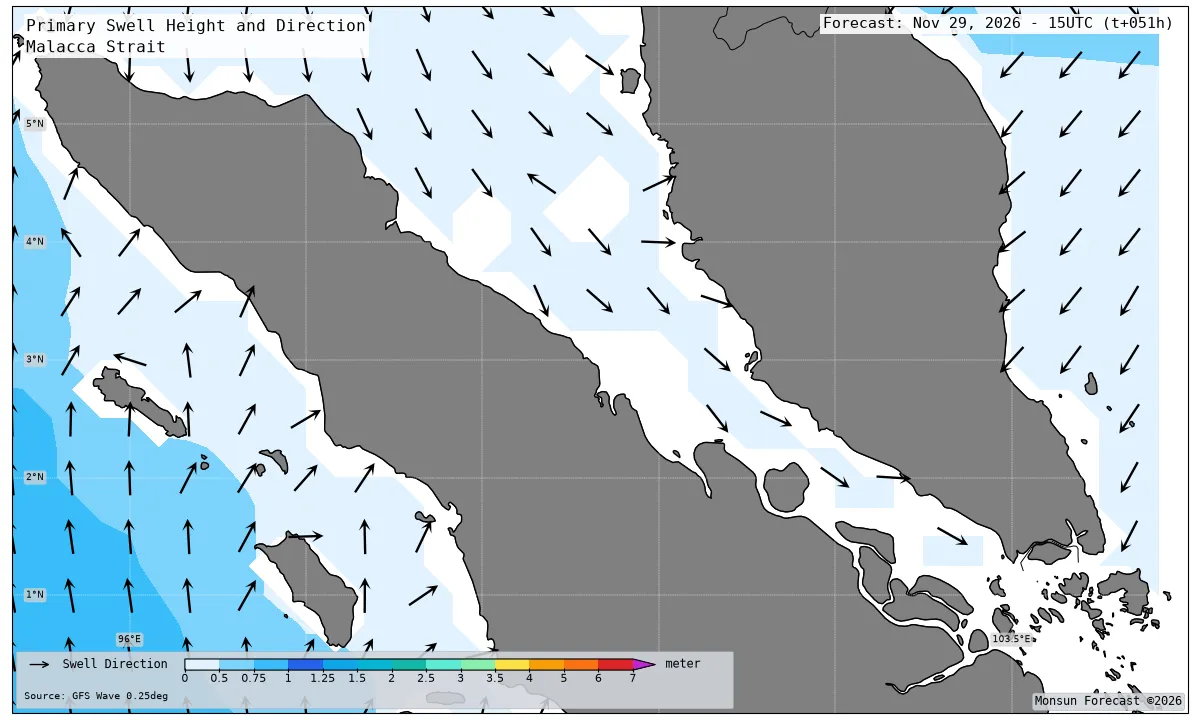 Primary Swell Height and Direction
Malacca Strait
Forecast: Nov 29, 2026 - 15UTC (t+051h)
5°N
4°N
3°N
2°N
1°N
96°E
103.5°E
Swell Direction
0 0.5 0.75 1 1.25 1.5 2 2.5 3 3.5 4 5 6 7
meter
Source: GFS Wave 0.25deg
Monsun Forecast ©2026